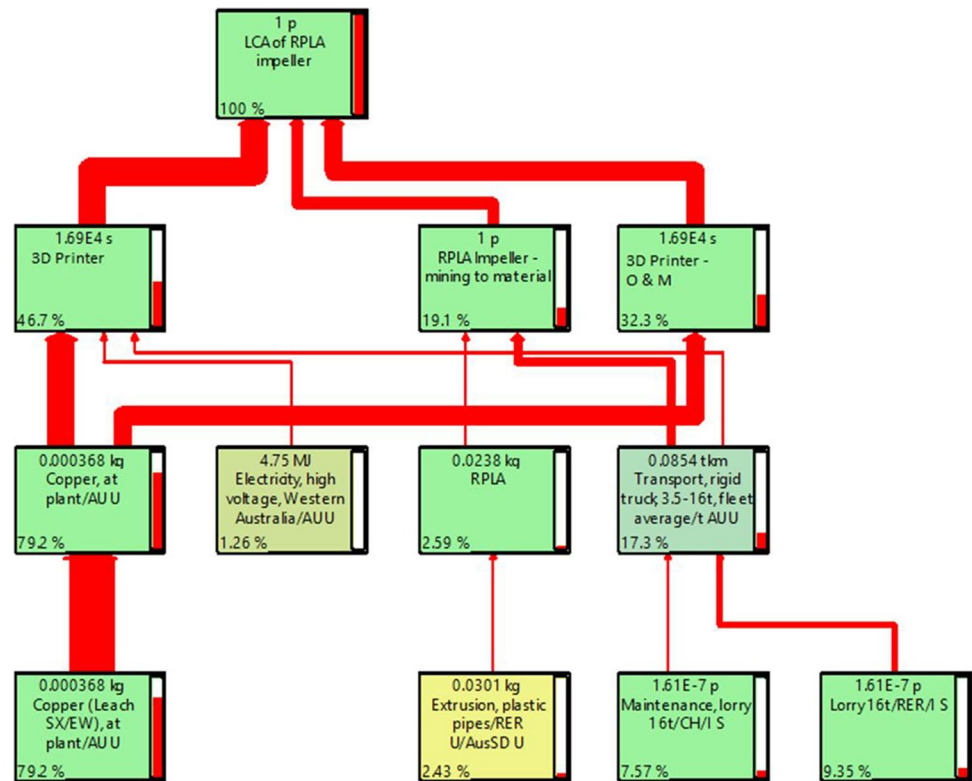 1 p
LCA of RPLA
impeller
100 %
1.69E4 s
3D Printer
46.7 %
1 p
RPLA Impeller -
mining to material
19.1 %
1.69E4 s
3D Printer -
O & M
32.3 %
0.000368 kg
Copper, at
plant/AU U
79.2 %
4.75 MJ
Electricity, high
voltage, Western
Australia/AU U
1.26 %
0.0238 kg
RPLA
2.59 %
0.0854 tkm
Transport, rigid
truck, 3.5-16t, fleet
average/t AU U
17.3 %
0.000368 kg
Copper (Leach
SX/EW), at
plant/AU U
79.2 %
0.0301 kg
Extrusion, plastic
pipes/RER
U/AusSD U
2.43 %
1.61E-7 p
Maintenance, lorry
16t/CH/I S
7.57 %
1.61E-7 p
Lorry 16t/RER/I S
9.35 %